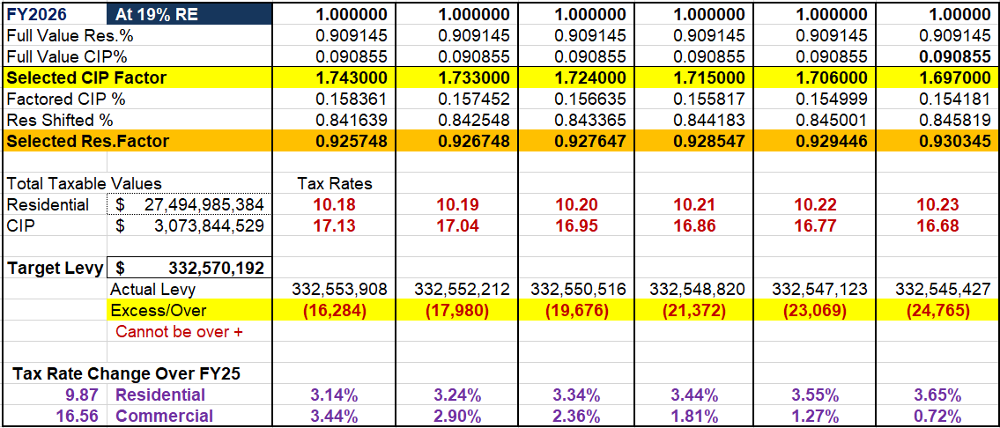 FY2026 At 19% RE 1.000000 1.000000 1.000000 1.000000 1.000000 1.00000
Full Value Res.% 0.909145 0.909145 0.909145 0.909145 0.909145 0.909145
Full Value CIP% 0.090855 0.090855 0.090855 0.090855 0.090855 0.090855
Selected CIP Factor 1.743000 1.733000 1.724000 1.715000 1.706000 1.697000
Factored CIP % 0.158361 0.157452 0.156635 0.155817 0.154999 0.154181
Res Shifted % 0.841639 0.842548 0.843365 0.844183 0.845001 0.845819
Selected Res.Factor 0.925748 0.926748 0.927647 0.928547 0.929446 0.930345
Total Taxable Values Tax Rates
Residential $ 27,494,985,384 10.18 10.19 10.20 10.21 10.22 10.23
CIP $ 3,073,844,529 17.13 17.04 16.95 16.86 16.77 16.68
Target Levy $ 332,570,192
Actual Levy 332,553,908 332,552,212 332,550,516 332,548,820 332,547,123 332,545,427
Excess/Over (16,284) (17,980) (19,676) (21,372) (23,069) (24,765)
Cannot be over +
Tax Rate Change Over FY25
9.87 Residential 3.14% 3.24% 3.34% 3.44% 3.55% 3.65%
16.56 Commercial 3.44% 2.90% 2.36% 1.81% 1.27% 0.72%